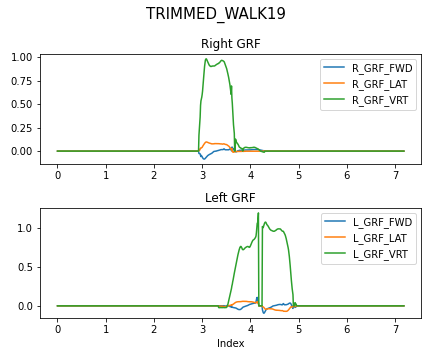 TRIMMED_WALK19
Right GRF
1.00
0.75
0.50
0.25
0.00
R_GRF_FWD
R_GRF_LAT
R_GRF_VRT
0 1 2 3 4 5 6 7
Left GRF
1.0
0.5
0.0
L_GRF_FWD
L_GRF_LAT
L_GRF_VRT
0 1 2 3 4 5 6 7
Index